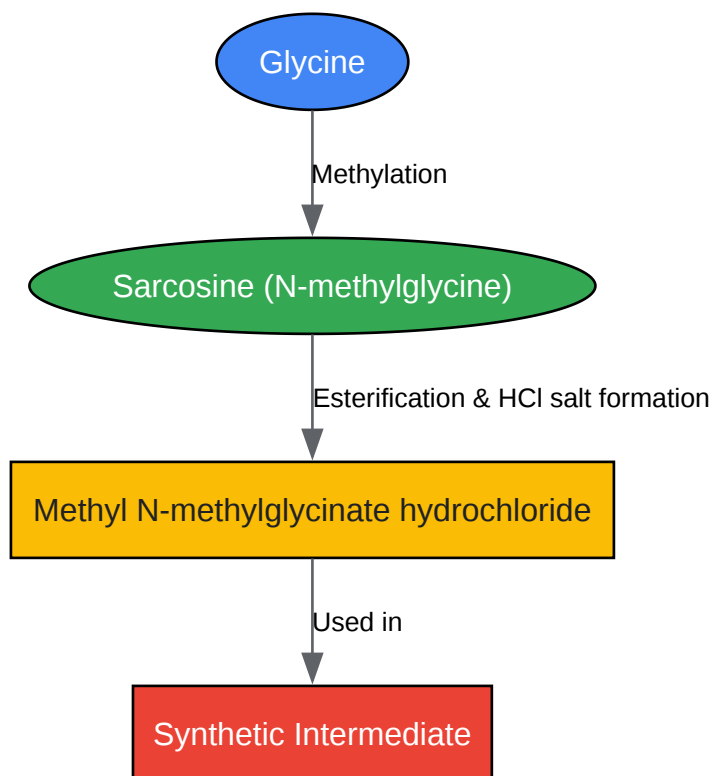 Glycine
Methylation
Sarcosine (N-methylglycine)
Esterification & HCl salt formation
Methyl N-methylglycinate hydrochloride
Used in
Synthetic Intermediate